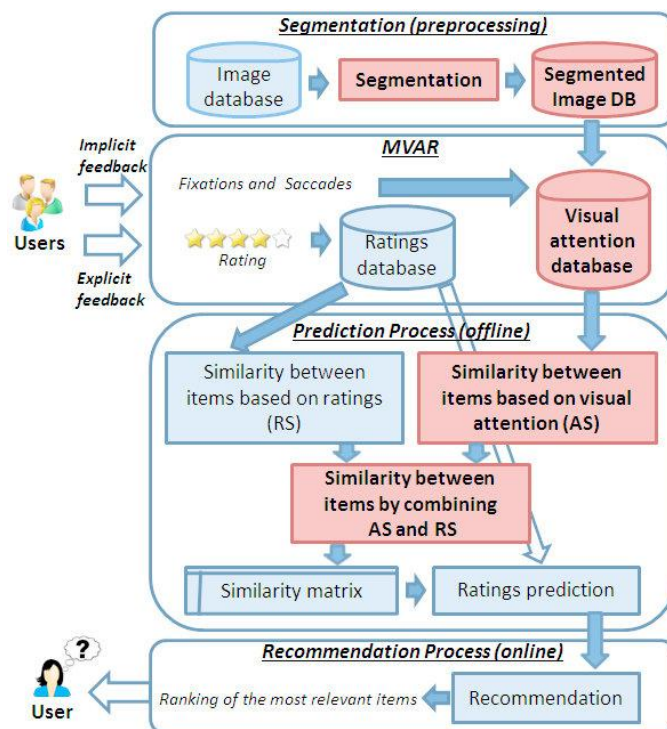 Segmentation (preprocessing)
Image
database
Segmentation
Segmented
Image DB
MVAR
Implicit
feedback
Users
Explicit
feedback
Fixations and Saccades
Rating
Ratings
database
Visual
attention
database
Prediction Process (offline)
Similarity between
items based on ratings
(RS)
Similarity between
items based on visual
attention (AS)
Similarity between
items by combining
AS and RS
Similarity matrix
Ratings prediction
Recommendation Process (online)
?
User
Ranking of the most relevant items
Recommendation